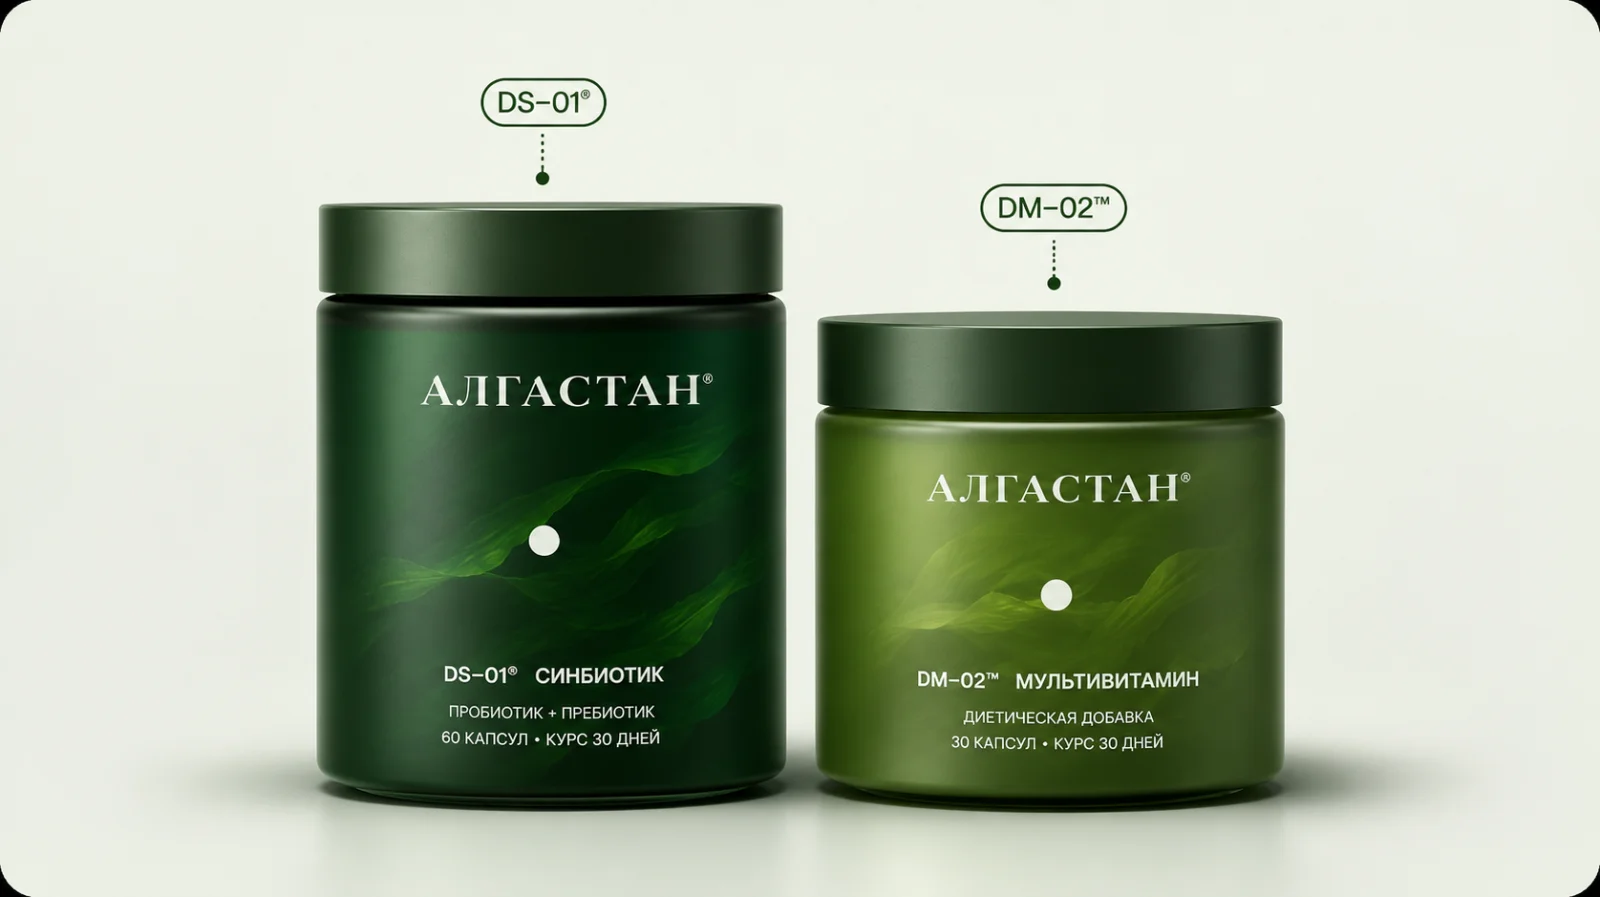 DS–01®
DM–02™
АЛГАСТАН®
DS–01® СИНБИОТИК
ПРОБИОТИК + ПРЕБИОТИК
60 КАПСУЛ • КУРС 30 ДНЕЙ
АЛГАСТАН®
DM–02™ МУЛЬТИВИТАМИН
ДИЕТИЧЕСКАЯ ДОБАВКА
30 КАПСУЛ • КУРС 30 ДНЕЙ